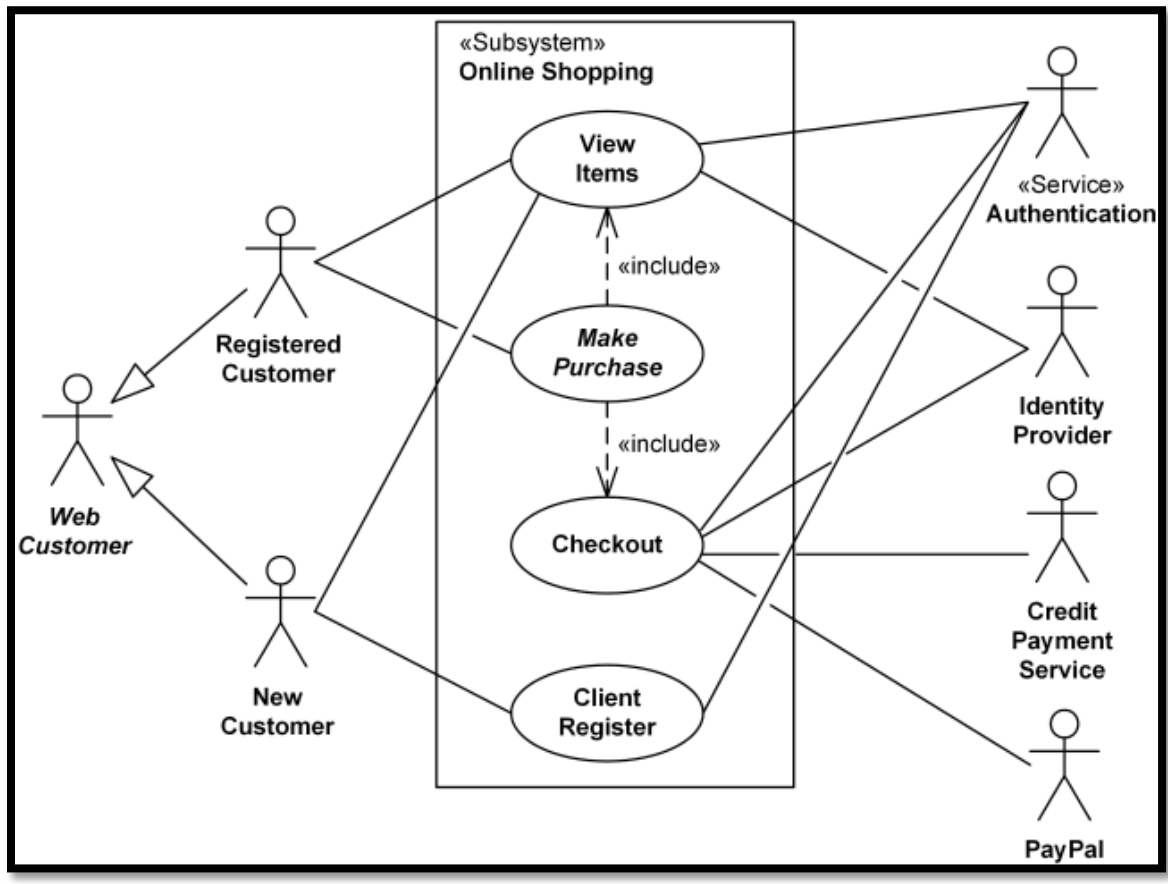 «Subsystem»
Online Shopping
View
Items
«include»
Make
Purchase
«include»
Checkout
Client
Register
Registered
Customer
Web
Customer
New
Customer
«Service»
Authentication
Identity
Provider
Credit
Payment
Service
PayPal